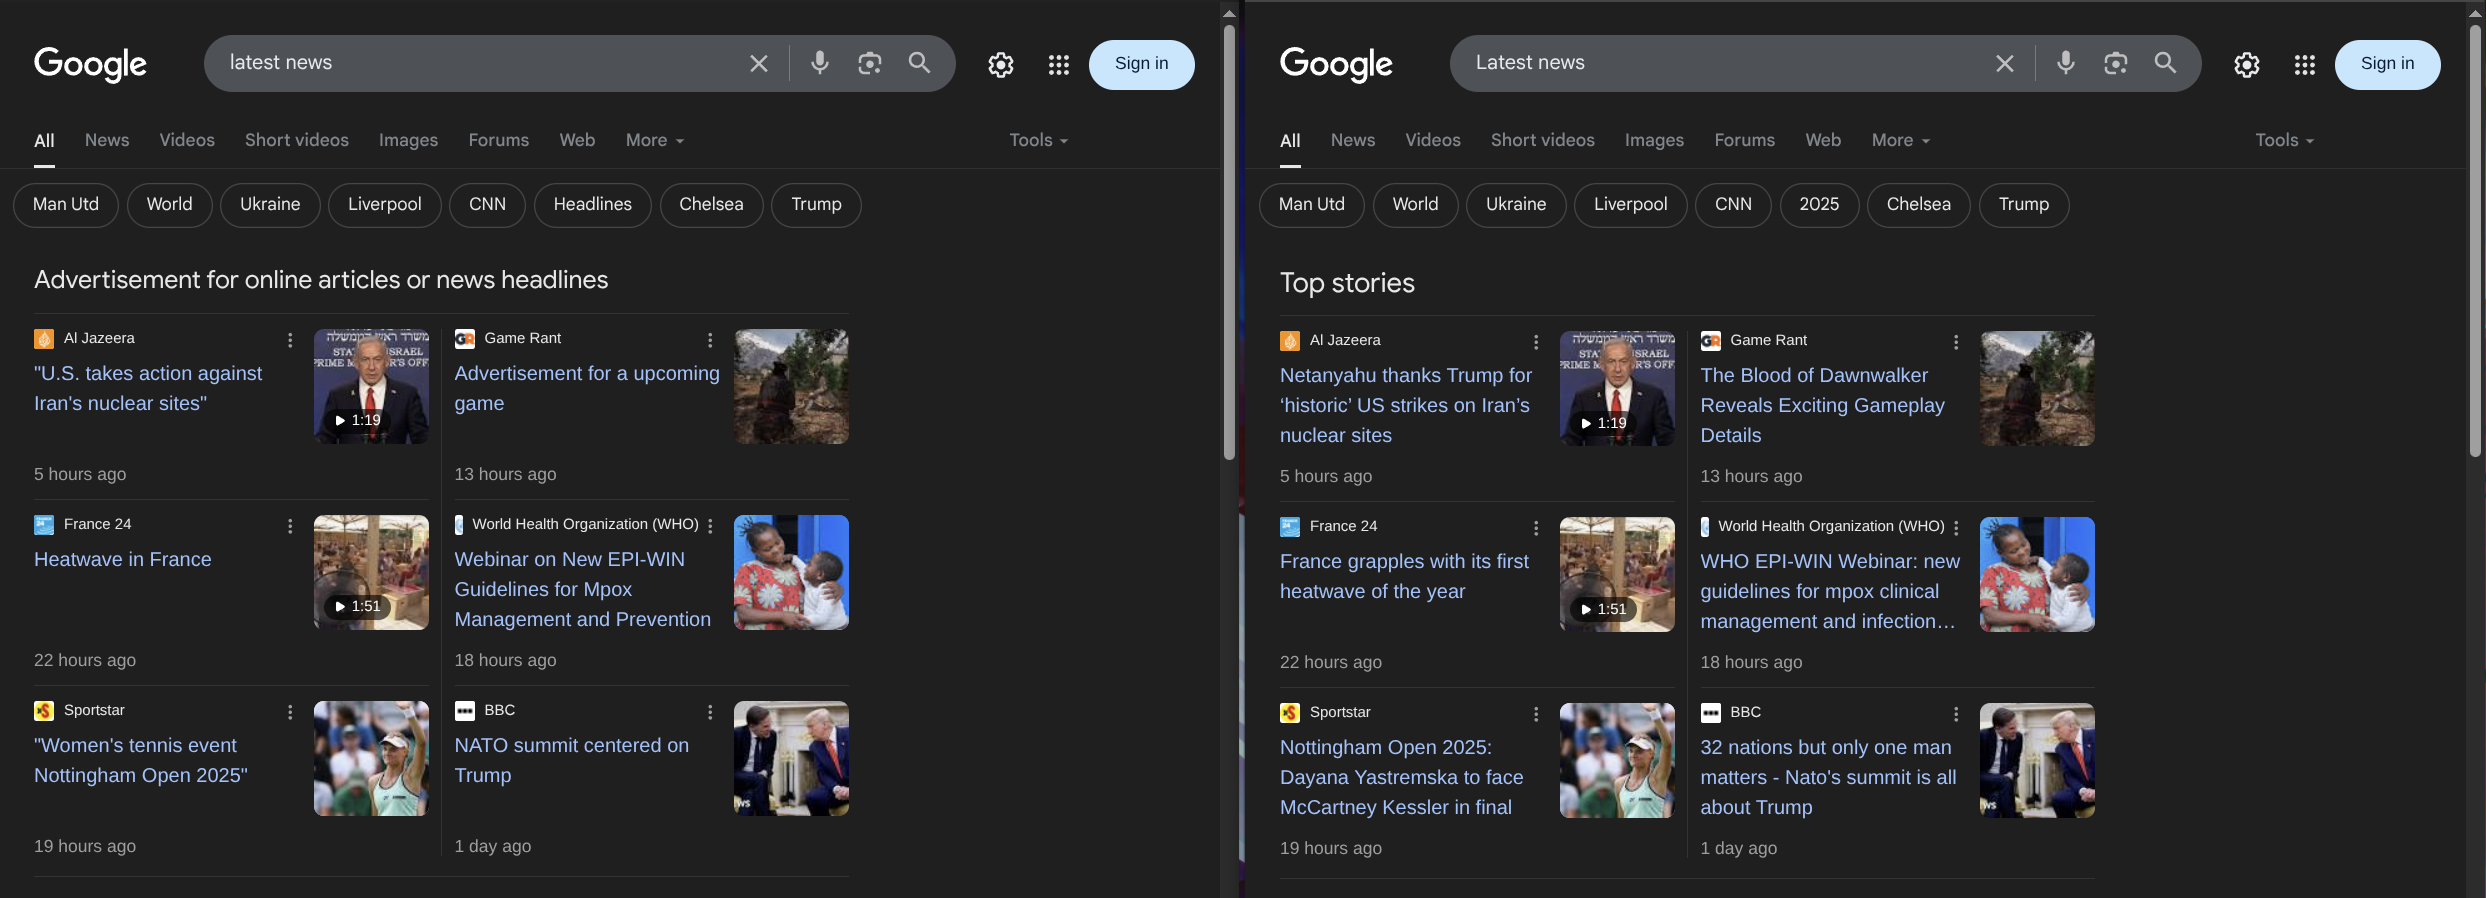 Google
latest news
Sign in
All News Videos Short videos Images Forums Web More Tools
Man Utd World Ukraine Liverpool CNN Headlines Chelsea Trump
Advertisement for online articles or news headlines
Al Jazeera
"U.S. takes action against
Iran's nuclear sites"
1:19
5 hours ago
Game Rant
Advertisement for a upcoming
game
13 hours ago
France 24
Heatwave in France
1:51
22 hours ago
World Health Organization (WHO)
Webinar on New EPI-WIN
Guidelines for Mpox
Management and Prevention
18 hours ago
Sportstar
"Women's tennis event
Nottingham Open 2025"
19 hours ago
BBC
NATO summit centered on
Trump
1 day ago
Google
Latest news
Sign in
All News Videos Short videos Images Forums Web More Tools
Man Utd World Ukraine Liverpool CNN 2025 Chelsea Trump
Top stories
Al Jazeera
Netanyahu thanks Trump for
‘historic’ US strikes on Iran’s
nuclear sites
1:19
5 hours ago
Game Rant
The Blood of Dawnwalker
Reveals Exciting Gameplay
Details
13 hours ago
France 24
France grapples with its first
heatwave of the year
1:51
22 hours ago
World Health Organization (WHO)
WHO EPI-WIN Webinar: new
guidelines for mpox clinical
management and infection…
18 hours ago
Sportstar
Nottingham Open 2025:
Dayana Yastremska to face
McCartney Kessler in final
19 hours ago
BBC
32 nations but only one man
matters - Nato's summit is all
about Trump
1 day ago